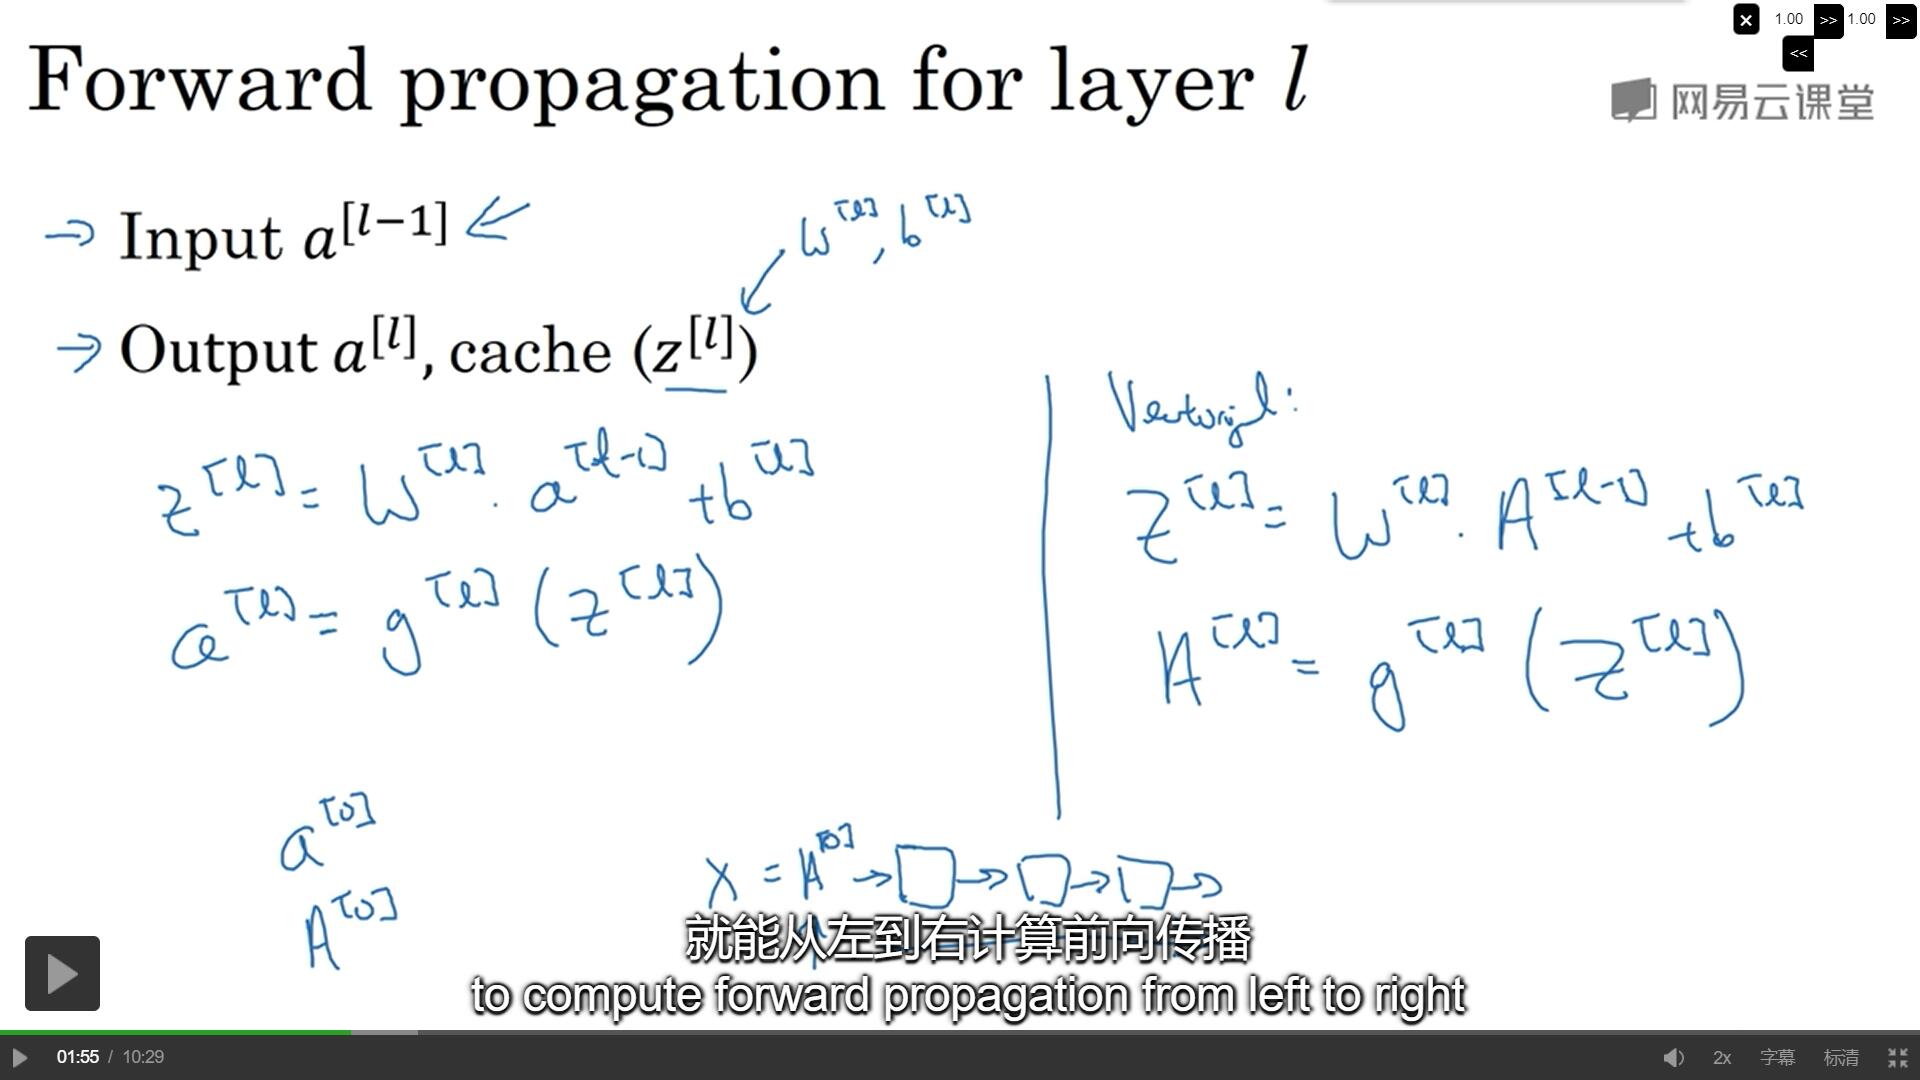 1.00 >> 1.00 >>
<<
Forward propagation for layer l
网易云课堂
→ Input a^[l−1]
W^[l], b^[l]
→ Output a^[l], cache (z^[l])
z^[l] = W^[l] · a^[l-1] + b^[l]
a^[l] = g^[l] (z^[l])
Vectorized:
Z^[l] = W^[l] · A^[l-1] + b^[l]
A^[l] = g^[l] (Z^[l])
a^[0]
A^[0]
X = A^[0] → □ → □ → □ →
就能从左到右计算前向传播
to compute forward propagation from left to right
01:55 / 10:29
2x 字幕 标清